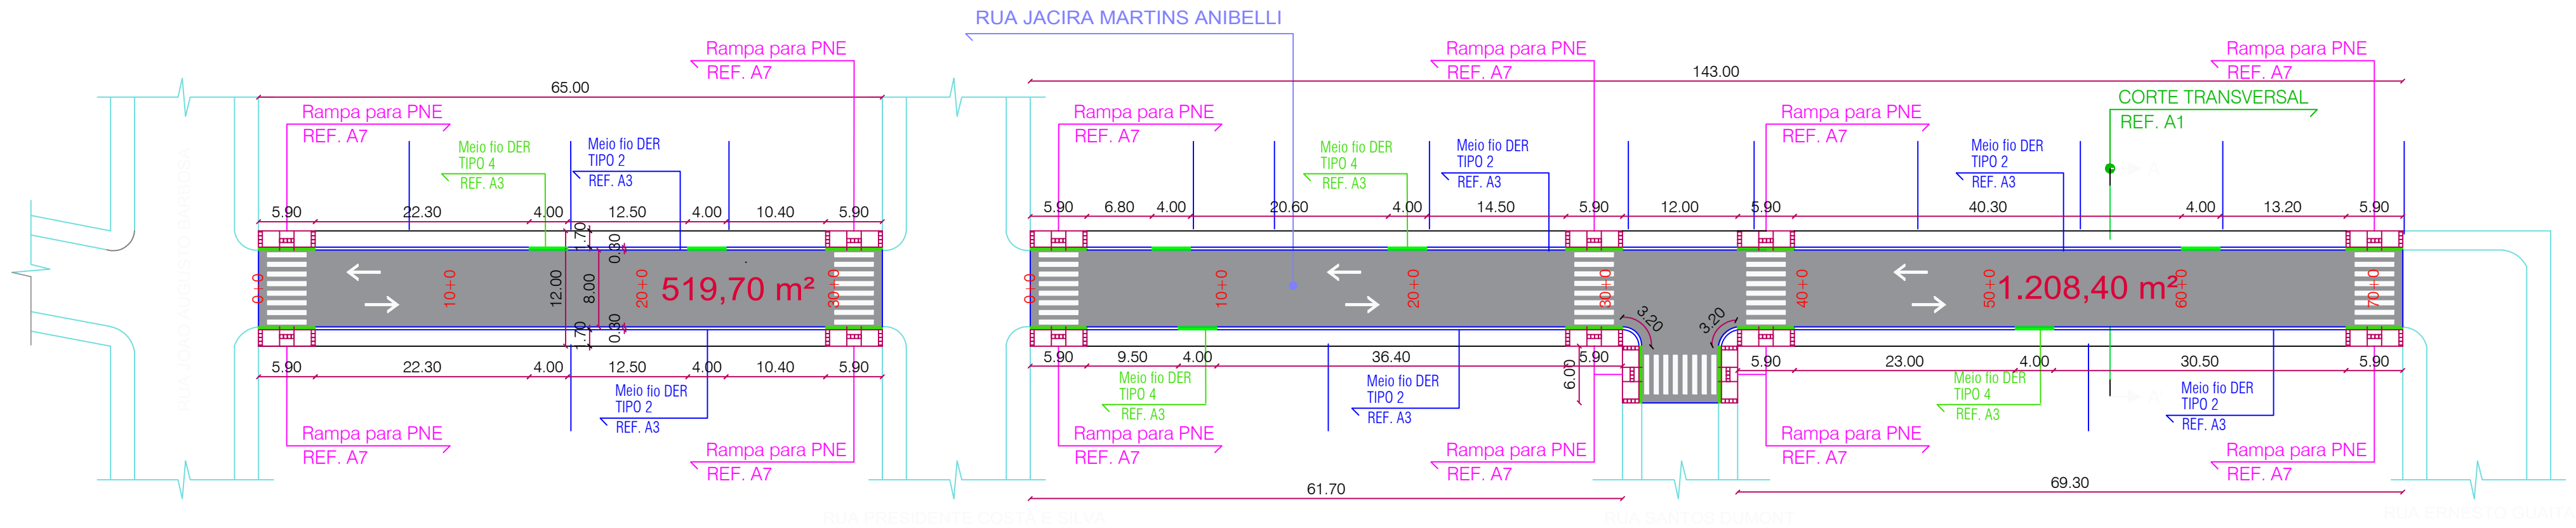 RUA JACIRA MARTINS ANIBELLI
Rampa para PNE
REF. A7
Rampa para PNE
REF. A7
Rampa para PNE
REF. A7
143.00
65.00
CORTE TRANSVERSAL
REF. A1
Rampa para PNE
REF. A7
Rampa para PNE
REF. A7
Rampa para PNE
REF. A7
Meio fio DER
TIPO 4
REF. A3
Meio fio DER
TIPO 2
REF. A3
Meio fio DER
TIPO 4
REF. A3
Meio fio DER
TIPO 2
REF. A3
Meio fio DER
TIPO 2
REF. A3
5.90 22.30 4.00 12.50 4.00 10.40 5.90
5.90 6.80 4.00 20.60 4.00 14.50 5.90 12.00 5.90 40.30 4.00 13.20 5.90
1.70
0.30
0+0 10+0 12.00 8.00 20+0 519,70 m² 30+0
0+0 10+0 20+0 30+0 40+0 50+0 1.208,40 m² 60+0 70+0
1.70
0.30
3.20 3.20
5.90 22.30 4.00 12.50 4.00 10.40 5.90
5.90 9.50 4.00 36.40 5.90 6.00 5.90 23.00 4.00 30.50 5.90
Meio fio DER
TIPO 2
REF. A3
Meio fio DER
TIPO 4
REF. A3
Meio fio DER
TIPO 2
REF. A3
Meio fio DER
TIPO 4
REF. A3
Meio fio DER
TIPO 2
REF. A3
Rampa para PNE
REF. A7
Rampa para PNE
REF. A7
Rampa para PNE
REF. A7
Rampa para PNE
REF. A7
Rampa para PNE
REF. A7
Rampa para PNE
REF. A7
61.70
69.30
RUA PRESIDENTE COSTA E SILVA
RUA SANTOS DUMONT